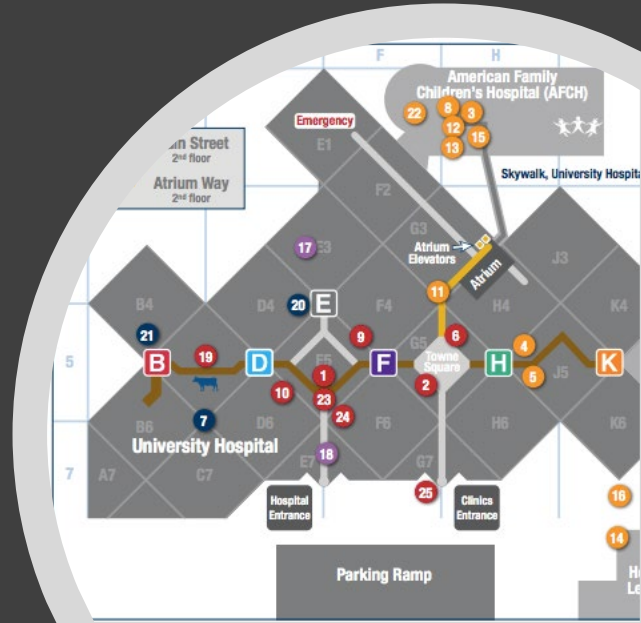 F
H
American Family
Children's Hospital (AFCH)
22
8
3
12
15
13
Emergency
E1
Street
2nd floor
Atrium Way
2nd floor
F2
Skywalk, University
G3
17
E3
Atrium
Elevators
Atrium
J3
11
B4
D4
20
E
F4
H4
K4
21
9
G5
6
4
5
B
19
D
E5
1
F
Towne
Square
H
5
J5
K
10
23
2
7
24
B6
D6
F6
H6
K6
University Hospital
7
A7
C7
E7
18
G7
25
16
Hospital
Entrance
Clinics
Entrance
14
Parking Ramp